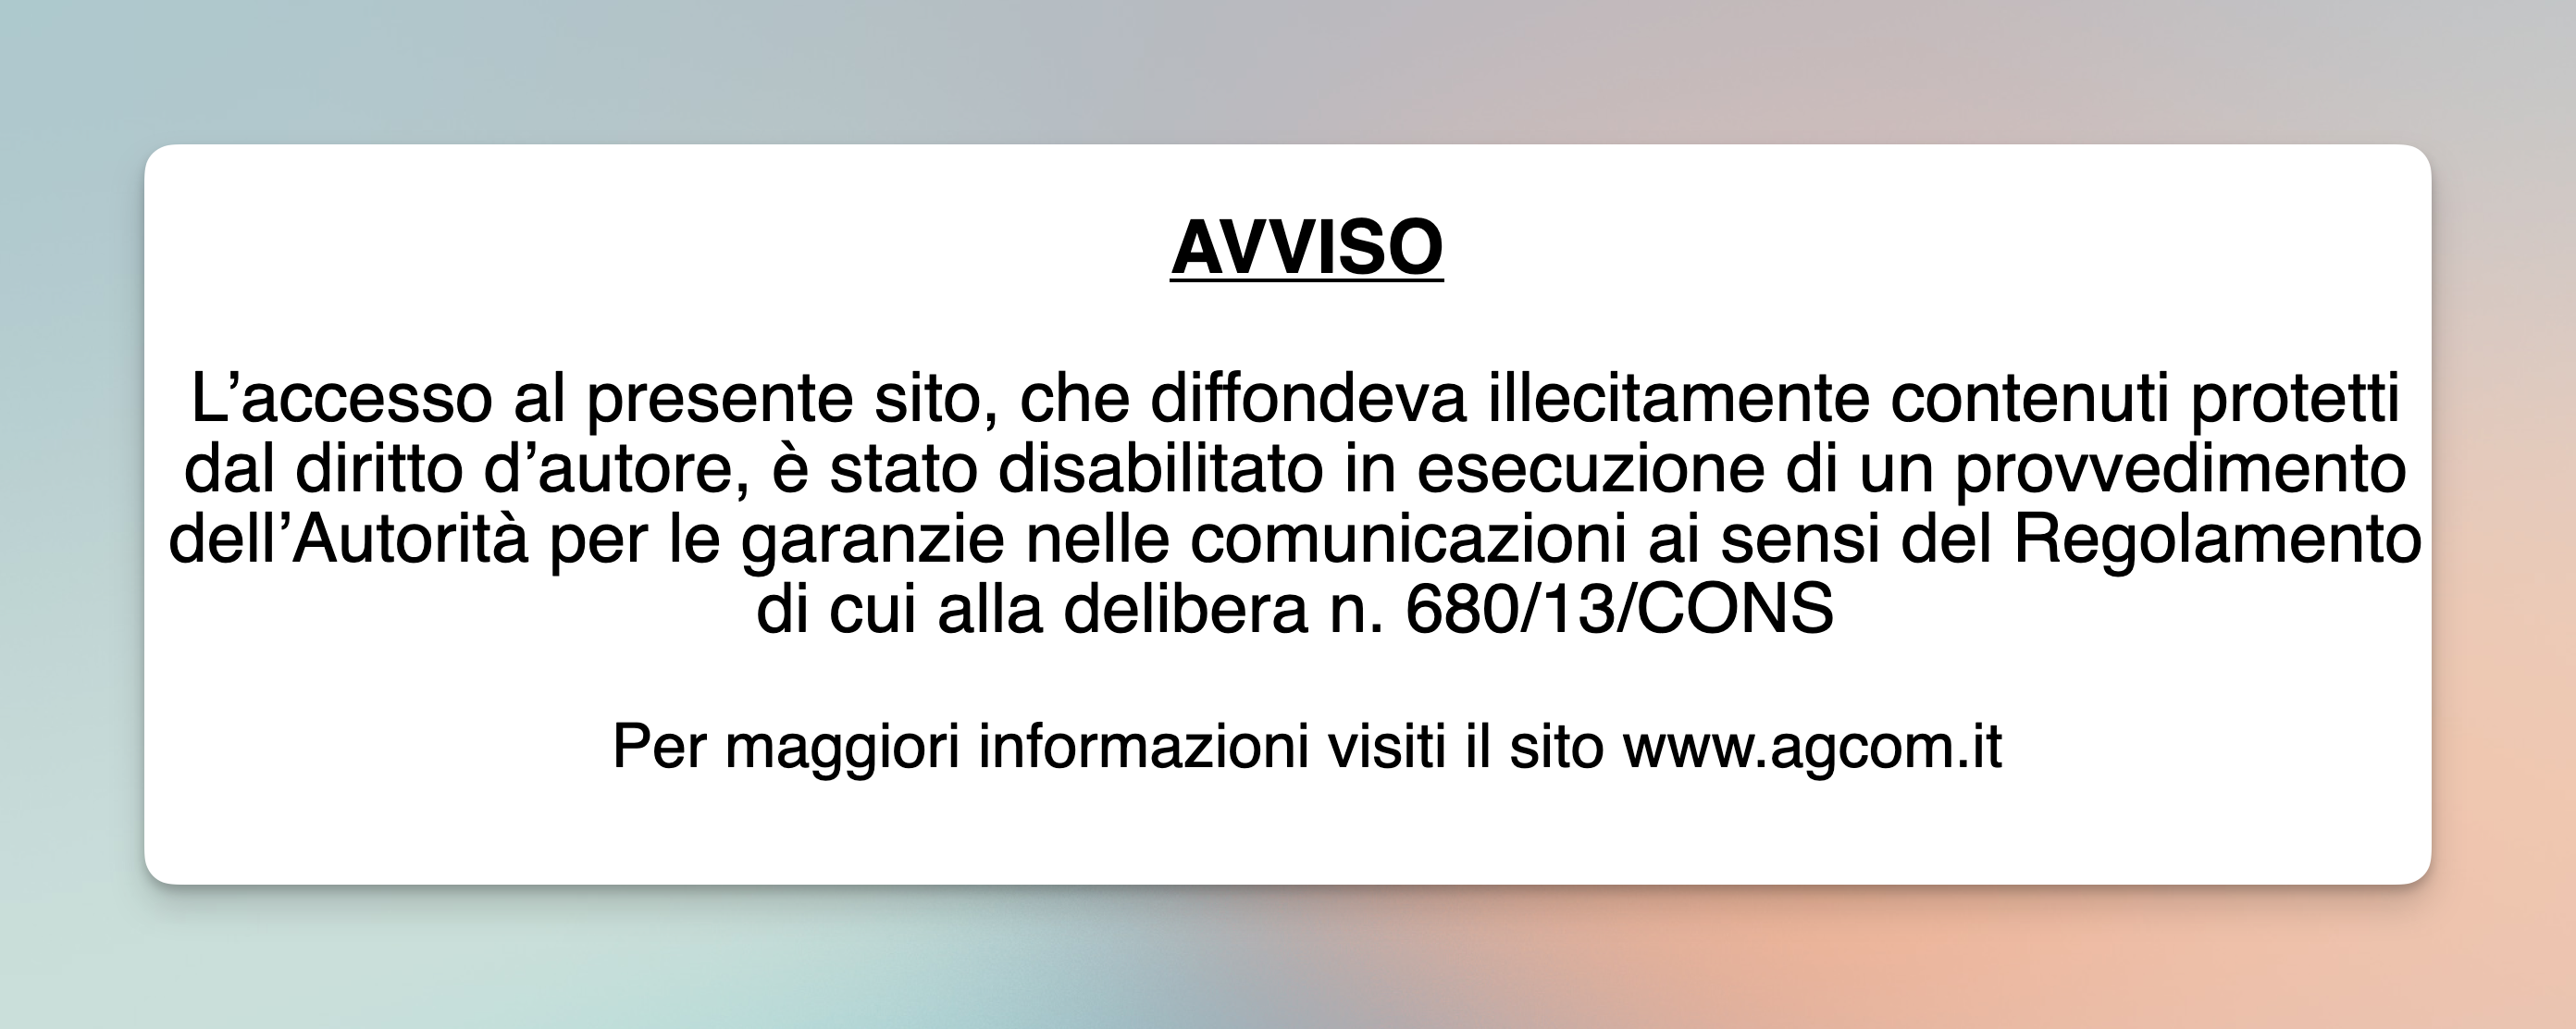 AVVISO
L’accesso al presente sito, che diffondeva illecitamente contenuti protetti
dal diritto d’autore, è stato disabilitato in esecuzione di un provvedimento
dell’Autorità per le garanzie nelle comunicazioni ai sensi del Regolamento
di cui alla delibera n. 680/13/CONS
Per maggiori informazioni visiti il sito www.agcom.it